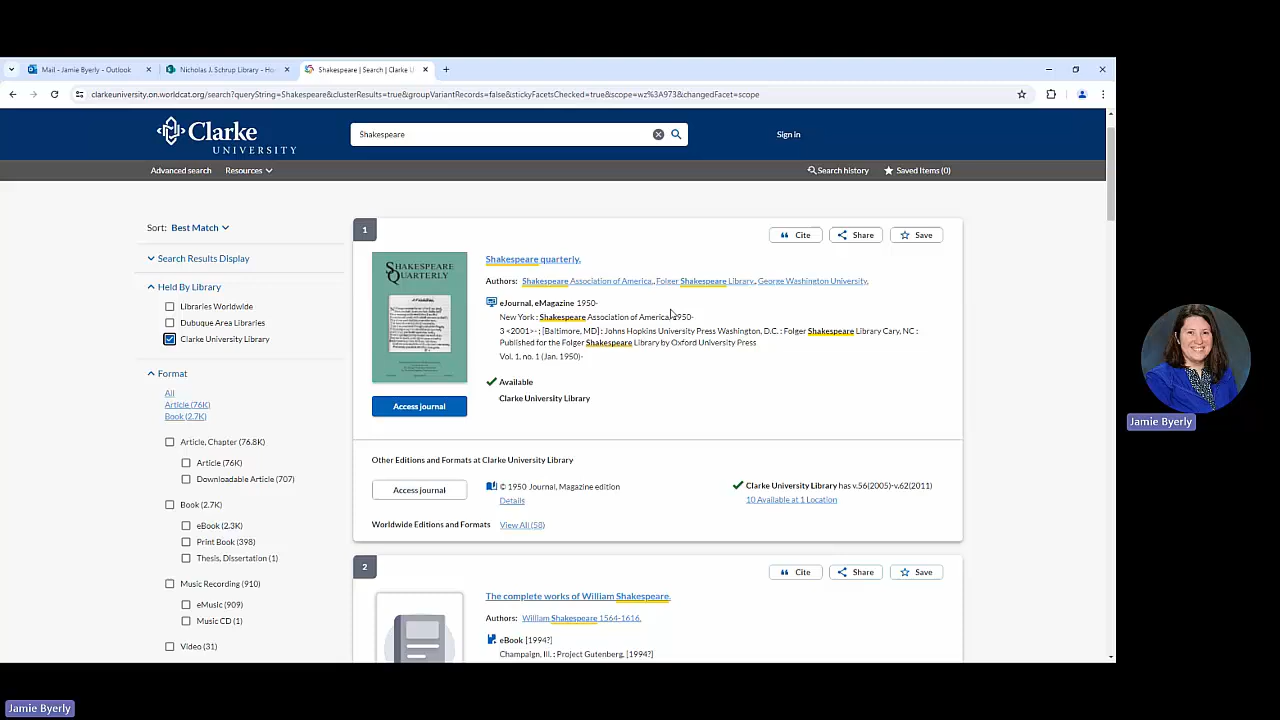 Mail - Jamie Byerly - Outlook
Nicholas J. Schrup Library - Ho
Shakespeare | Search | Clarke U
clarkeuniversity.on.worldcat.org/search?queryString=Shakespeare&clusterResults=true&groupVariantRecords=false&stickyFacetsChecked=true&scope=wz%3A973&changedFacet=scope
Clarke
UNIVERSITY
Shakespeare
Sign in
Advanced search
Resources
Search history
Saved Items (0)
Sort: Best Match
Search Results Display
Held By Library
Libraries Worldwide
Dubuque Area Libraries
Clarke University Library
Format
All
Article (76K)
Book (2.7K)
Article, Chapter (76.8K)
Article (76K)
Downloadable Article (707)
Book (2.7K)
eBook (2.3K)
Print Book (398)
Thesis, Dissertation (1)
Music Recording (910)
eMusic (909)
Music CD (1)
Video (31)
1
Cite
Share
Save
SHAKESPEARE
QUARTERLY
Shakespeare quarterly.
Authors: Shakespeare Association of America., Folger Shakespeare Library., George Washington University.
eJournal, eMagazine 1950-
New York : Shakespeare Association of America, 1950-
3 <2001>- ; [Baltimore, MD]: Johns Hopkins University Press Washington, D.C. : Folger Shakespeare Library Cary, NC :
Published for the Folger Shakespeare Library by Oxford University Press
Vol. 1, no. 1 (Jan. 1950)-
Available
Clarke University Library
Access journal
Other Editions and Formats at Clarke University Library
Access journal
© 1950 Journal, Magazine edition
Details
Clarke University Library has v.56(2005)-v.62(2011)
10 Available at 1 Location
Worldwide Editions and Formats View All (58)
2
Cite
Share
Save
The complete works of William Shakespeare.
Authors: William Shakespeare 1564-1616.
eBook [1994?]
Champaign, Ill. : Project Gutenberg, [1994?]
Jamie Byerly
Jamie Byerly